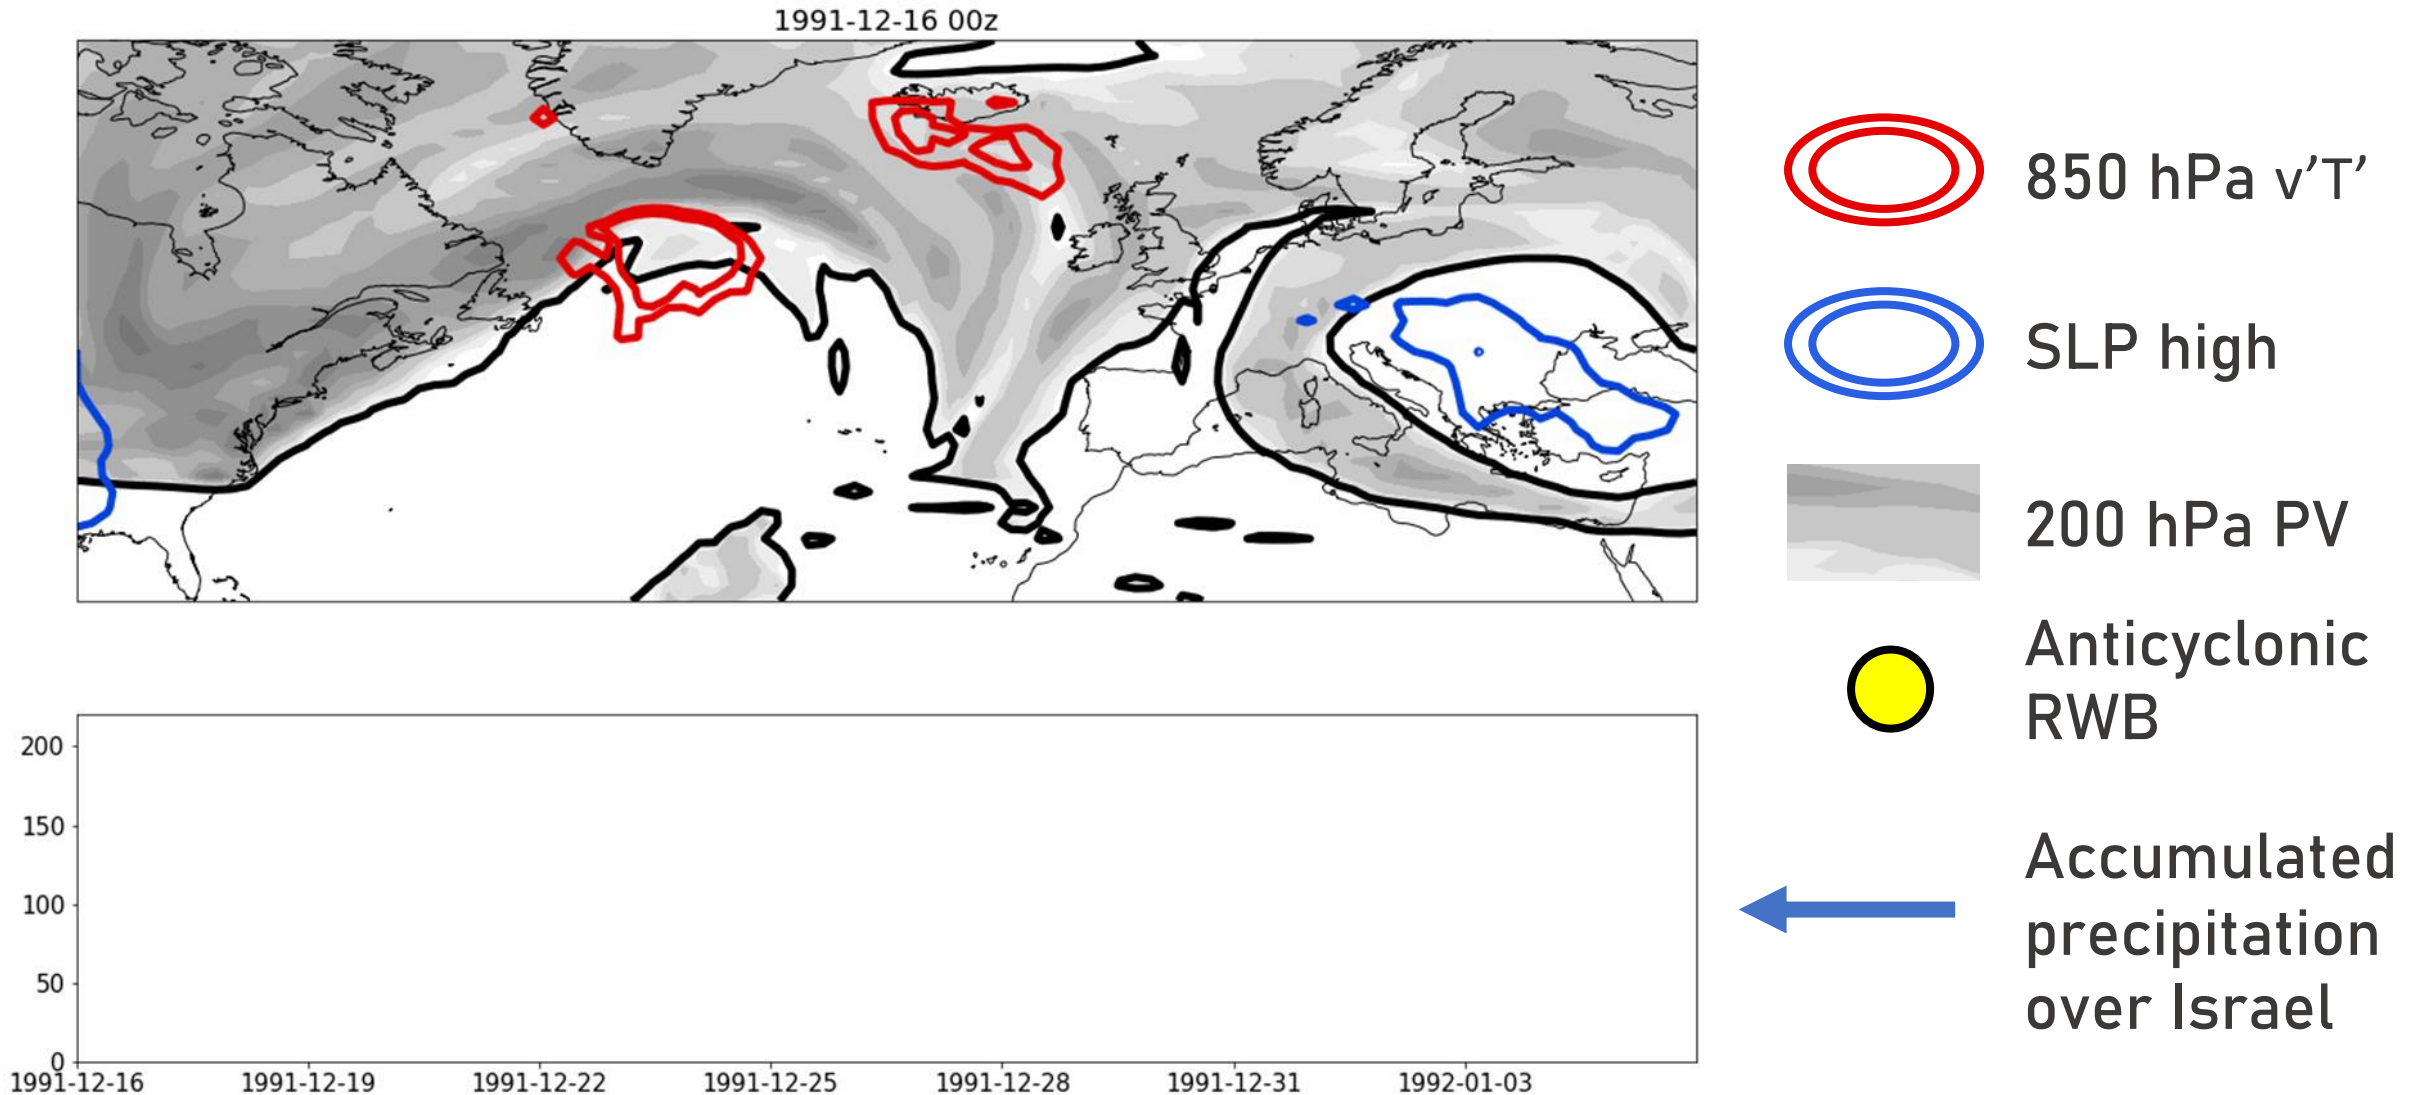 1991-12-16 00z
850 hPa v’T’
SLP high
200 hPa PV
Anticyclonic
RWB
Accumulated
precipitation
over Israel
200
150
100
50
0
1991-12-16 1991-12-19 1991-12-22 1991-12-25 1991-12-28 1991-12-31 1992-01-03